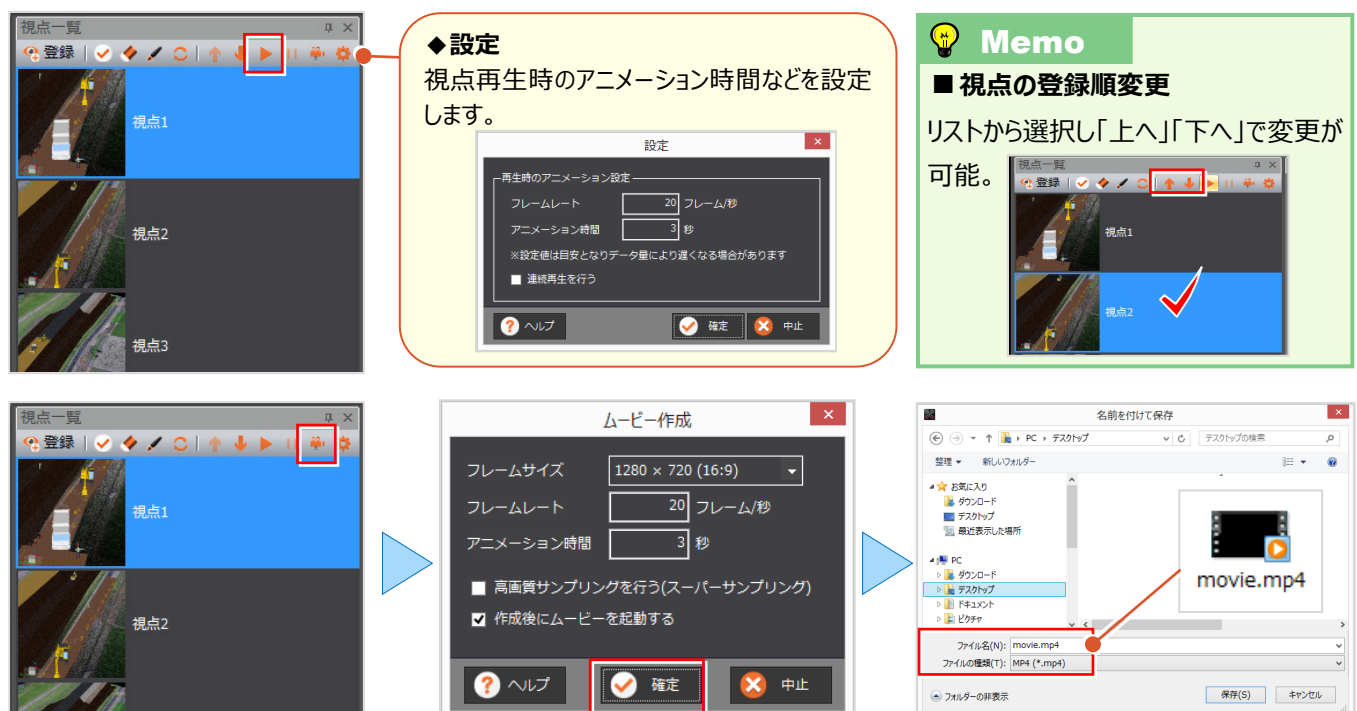 視点一覧
登録
視点1
視点2
視点3
◆設定
視点再生時のアニメーション時間などを設定
します。
設定
再生時のアニメーション設定
フレームレート 20 フレーム/秒
アニメーション時間 3 秒
※設定値は目安となりデータ量により遅くなる場合があります
連続再生を行う
ヘルプ 確定 中止
Memo
■視点の登録順変更
リストから選択し「上へ」「下へ」で変更が
可能。
視点一覧
登録
視点1
視点2
視点一覧
登録
視点1
視点2
ムービー作成
フレームサイズ 1280 × 720 (16:9)
フレームレート 20 フレーム/秒
アニメーション時間 3 秒
高画質サンプリングを行う(スーパーサンプリング)
作成後にムービーを起動する
ヘルプ 確定 中止
名前を付けて保存
PC デスクトップ デスクトップの検索
整理 新しいフォルダー
お気に入り
ダウンロード
デスクトップ
最近表示した場所
PC
ダウンロード
デスクトップ
ドキュメント
ピクチャ
movie.mp4
ファイル名(N): movie.mp4
ファイルの種類(T): MP4 (*.mp4)
フォルダーの非表示 保存(S) キャンセル